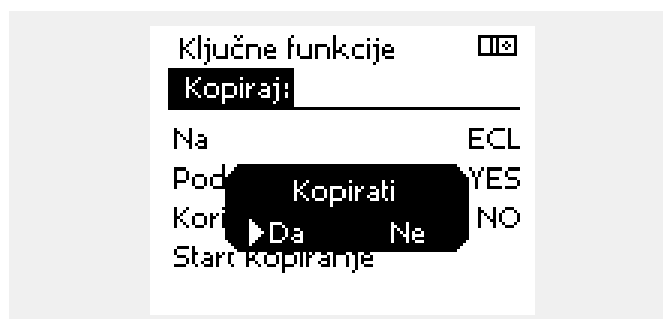 Ključne funkcije
Kopiraj:
Na ECL
YES
Kopirati
NO
Da Ne
Start Kopiranje